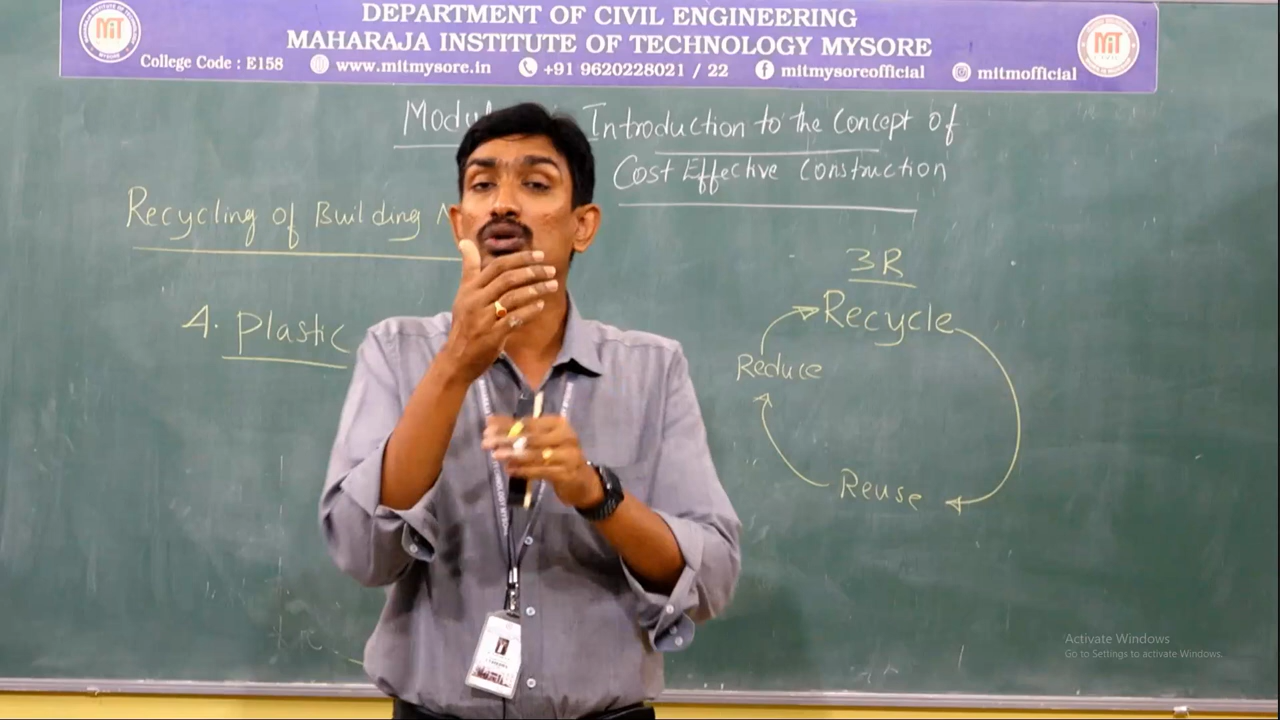 DEPARTMENT OF CIVIL ENGINEERING
MAHARAJA INSTITUTE OF TECHNOLOGY MYSORE
College Code : E158 www.mitmysore.in +91 9620228021 / 22 mitmysoreofficial mitmofficial
MiT
MiT
Introduction to the Concept of
Cost Effective Construction
Recycling of Building
3R
4. Plastic
Recycle
Reduce
Reuse
Activate Windows
Go to Settings to activate Windows.